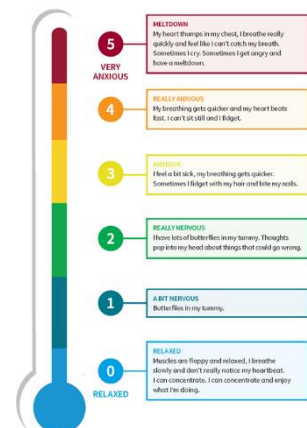 5
VERY
ANXIOUS
MELTDOWN
My heart thumps in my chest, I breathe really
quickly and feel like I can't catch my breath.
Sometimes I cry. Sometimes I get angry and
have a meltdown.
4
REALLY ANXIOUS
My breathing gets quicker and my heart beats
fast. I can't sit still and I fidget.
3
ANXIOUS
I feel a bit sick, my breathing gets quicker.
Sometimes I fidget with my hair and bite my nails.
2
REALLY NERVOUS
I have lots of butterflies in my tummy. Thoughts
pop into my head about things that could go wrong.
1
A BIT NERVOUS
Butterflies in my tummy.
0
RELAXED
RELAXED
Muscles are floppy and relaxed, I breathe
slowly and don't really notice my heartbeat.
I can concentrate. I can concentrate and enjoy
what I'm doing.